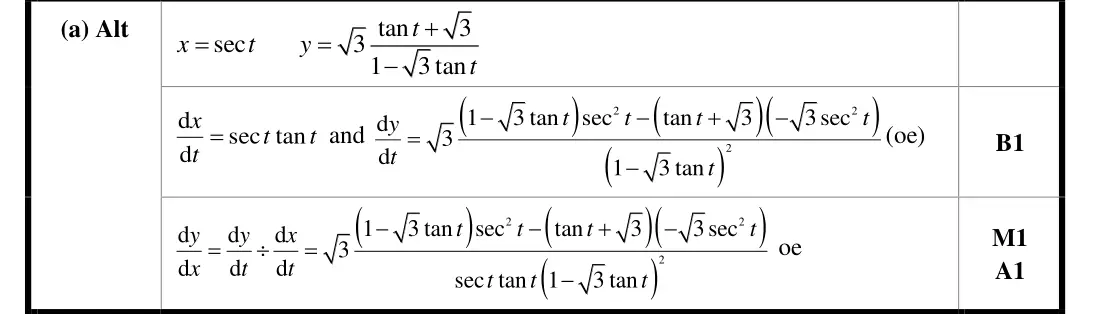 (a) Alt
x = sec t    y = √3 (tan t + √3)/(1 − √3 tan t)
dx/dt = sec t tan t and dy/dt = √3 ((1 − √3 tan t) sec² t − (tan t + √3)(−√3 sec² t))/(1 − √3 tan t)² (oe)    B1
dy/dx = dy/dt ÷ dx/dt = √3 ((1 − √3 tan t) sec² t − (tan t + √3)(−√3 sec² t))/(sec t tan t (1 − √3 tan t)²) oe    M1
A1